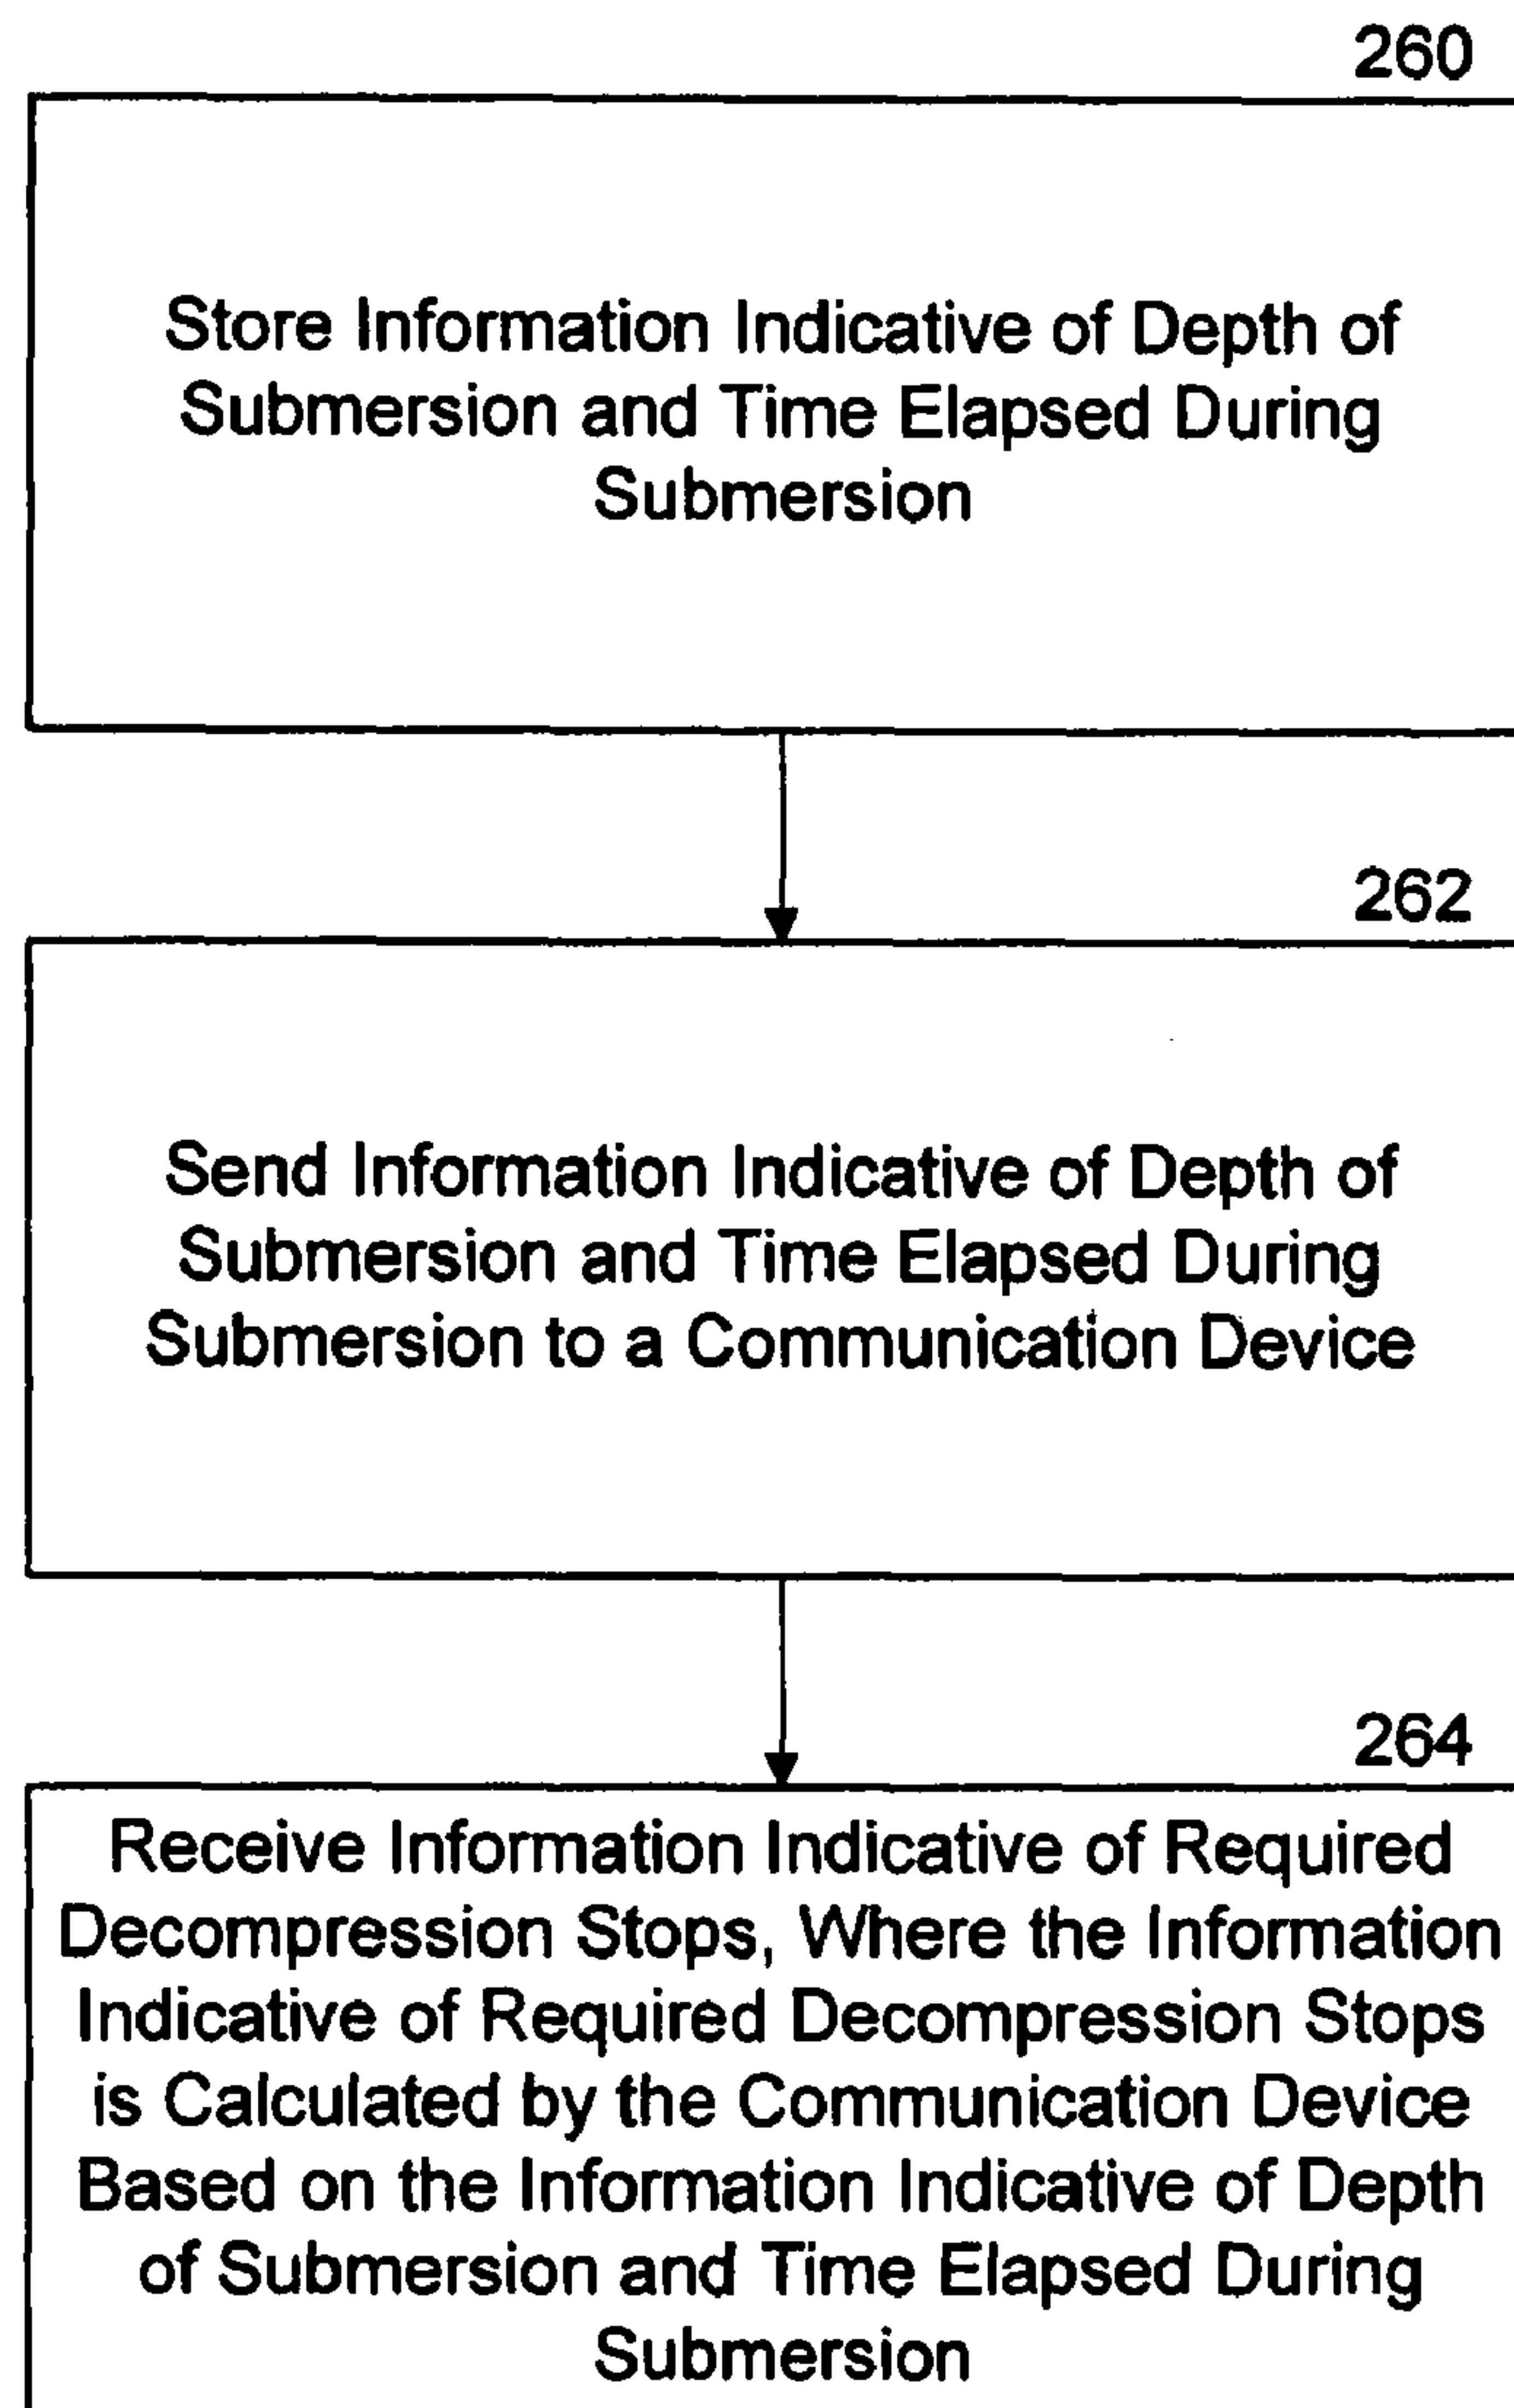 260
Store Information Indicative of Depth of
Submersion and Time Elapsed During
Submersion
262
Send Information Indicative of Depth of
Submersion and Time Elapsed During
Submersion to a Communication Device
264
Receive Information Indicative of Required
Decompression Stops, Where the Information
Indicative of Required Decompression Stops
is Calculated by the Communication Device
Based on the Information Indicative of Depth
of Submersion and Time Elapsed During
Submersion